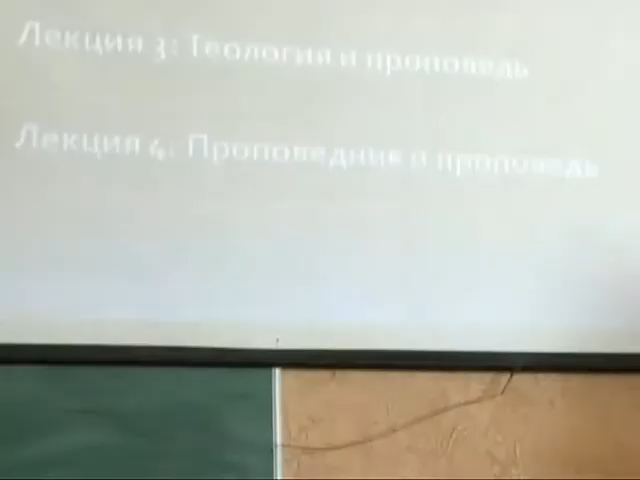 Лекция 3: Теология и проповедь
Лекция 4: Проповедник и проповедь